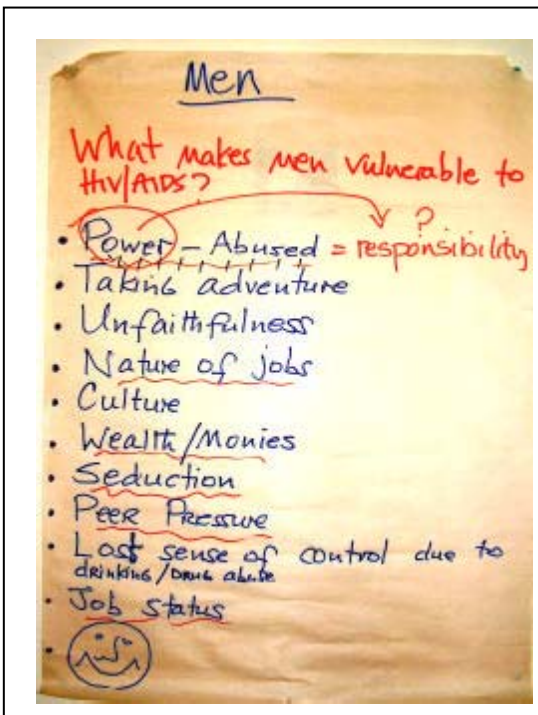 Men
What makes men vulnerable to
HIV/AIDS?
?
• Power – Abused = responsibility
• Taking adventure
• Unfaithfulness
• Nature of jobs
• Culture
• Wealth/Monies
• Seduction
• Peer Pressure
• Lost sense of control due to
drinking/DRUG abuse
• Job status
•